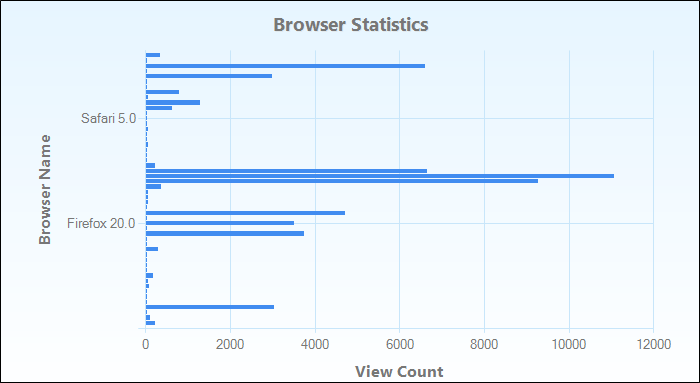 Browser Statistics
Browser Name
Safari 5.0
Firefox 20.0
0 2000 4000 6000 8000 10000 12000
View Count